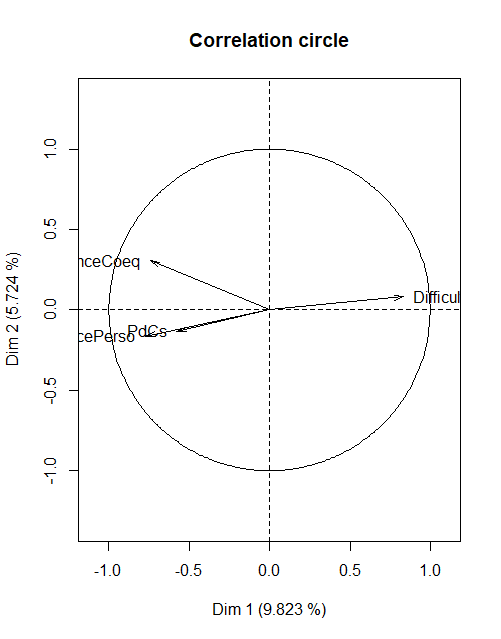 Correlation circle
1.0
0.5
0.0
-0.5
-1.0
Dim 2 (5.724 %)
nceCoeq
Difficul
PdCs
cePerso
-1.0
-0.5
0.0
0.5
1.0
Dim 1 (9.823 %)